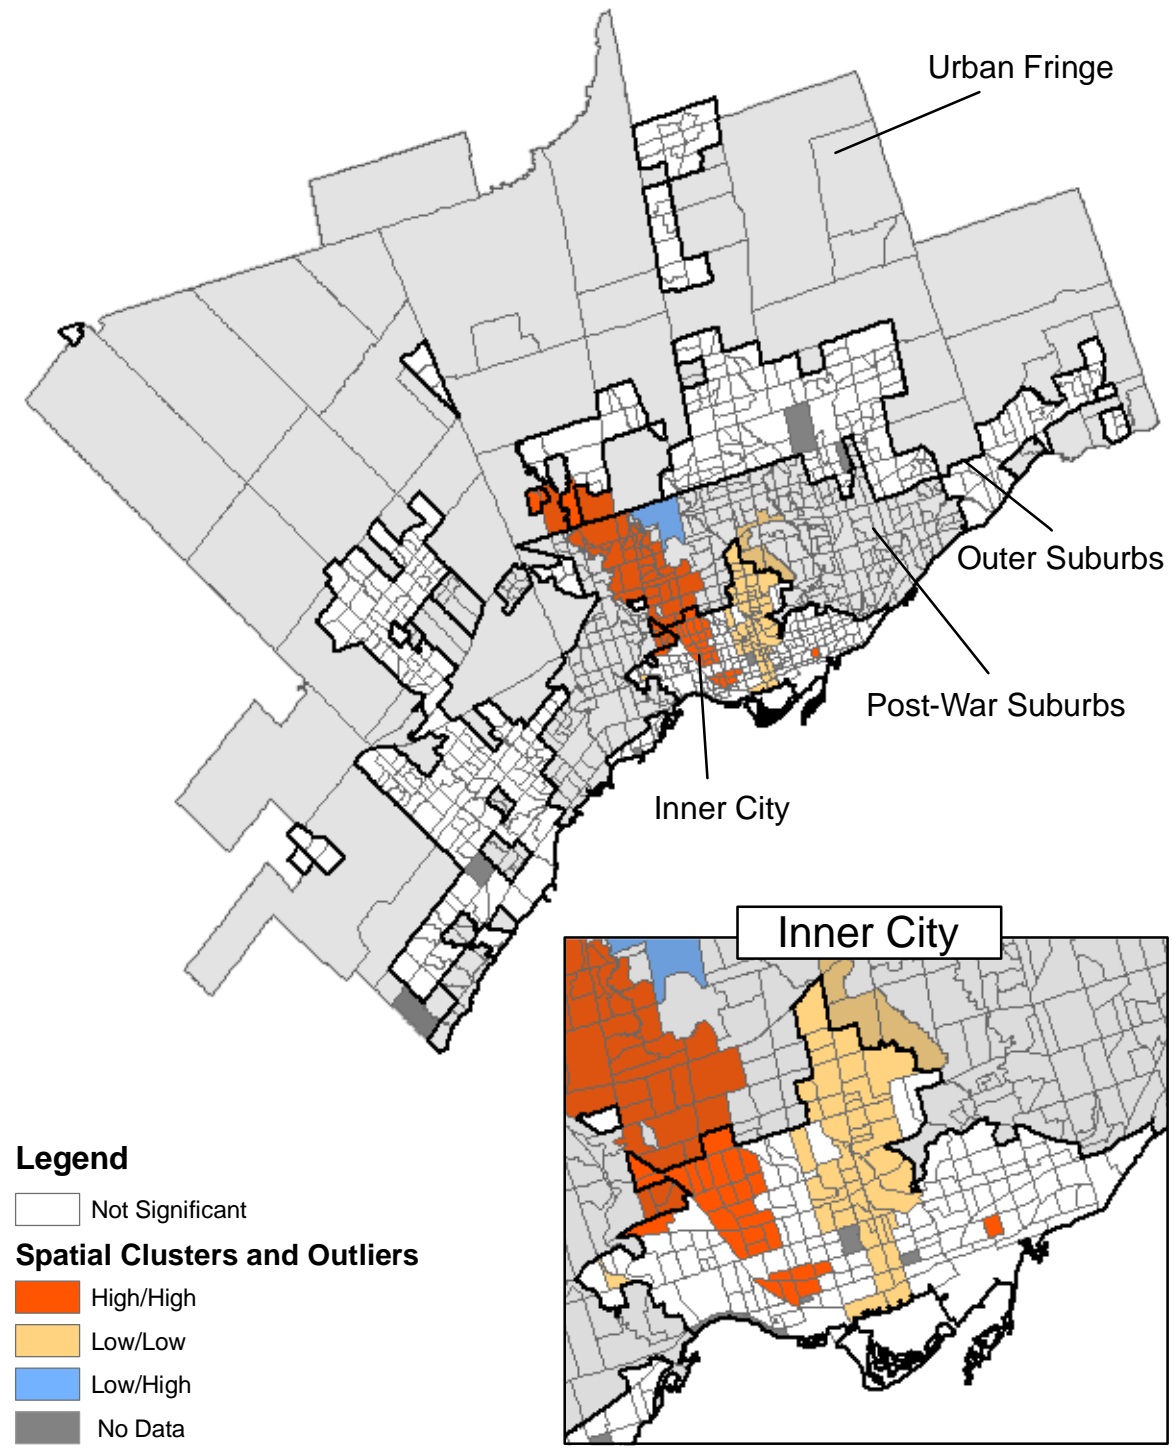 Urban Fringe
Outer Suburbs
Post-War Suburbs
Inner City
Inner City
Legend
Not Significant
Spatial Clusters and Outliers
High/High
Low/Low
Low/High
No Data